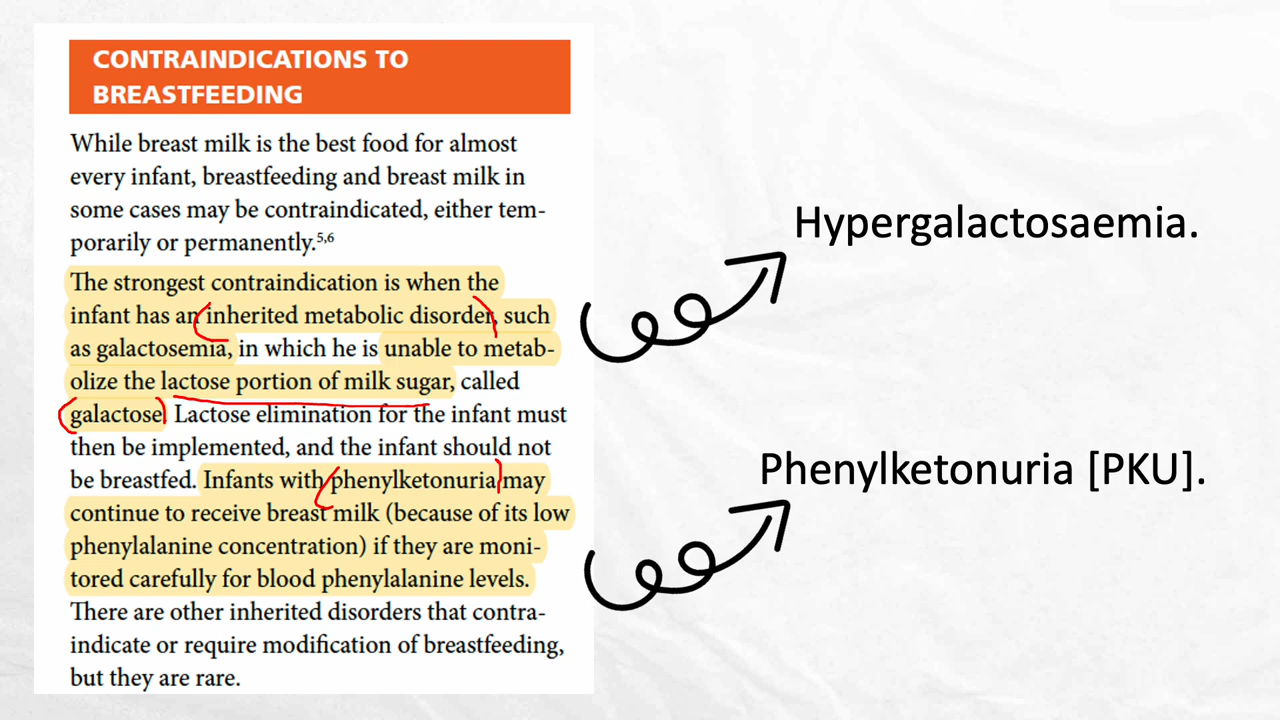 CONTRAINDICATIONS TO
BREASTFEEDING
While breast milk is the best food for almost
every infant, breastfeeding and breast milk in
some cases may be contraindicated, either tem-
porarily or permanently.5,6
The strongest contraindication is when the
infant has an inherited metabolic disorder, such
as galactosemia, in which he is unable to metab-
olize the lactose portion of milk sugar, called
galactose. Lactose elimination for the infant must
then be implemented, and the infant should not
be breastfed. Infants with phenylketonuria may
continue to receive breast milk (because of its low
phenylalanine concentration) if they are moni-
tored carefully for blood phenylalanine levels.
There are other inherited disorders that contra-
indicate or require modification of breastfeeding,
but they are rare.
Hypergalactosaemia.
Phenylketonuria [PKU].